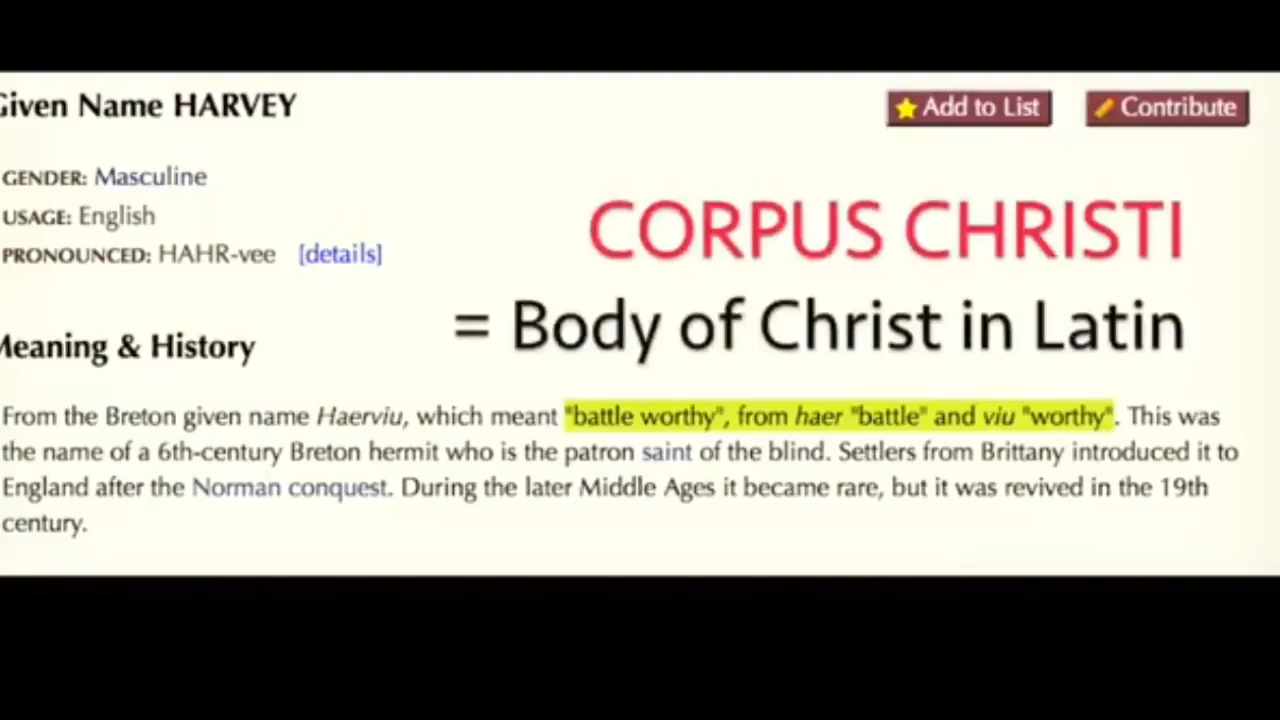 Given Name HARVEY
Add to List
Contribute
GENDER: Masculine
USAGE: English
PRONOUNCED: HAHR-vee [details]
CORPUS CHRISTI
= Body of Christ in Latin
Meaning & History
From the Breton given name Haerviu, which meant "battle worthy", from haer "battle" and viu "worthy". This was
the name of a 6th-century Breton hermit who is the patron saint of the blind. Settlers from Brittany introduced it to
England after the Norman conquest. During the later Middle Ages it became rare, but it was revived in the 19th
century.